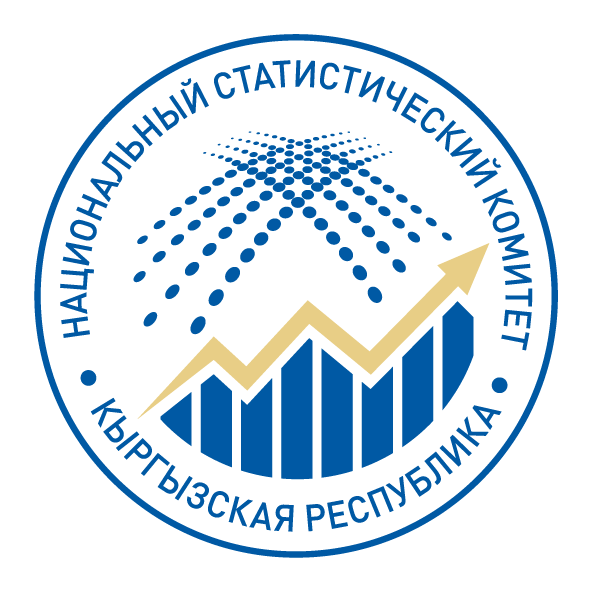 НАЦИОНАЛЬНЫЙ СТАТИСТИЧЕСКИЙ КОМИТЕТ
КЫРГЫЗСКАЯ РЕСПУБЛИКА